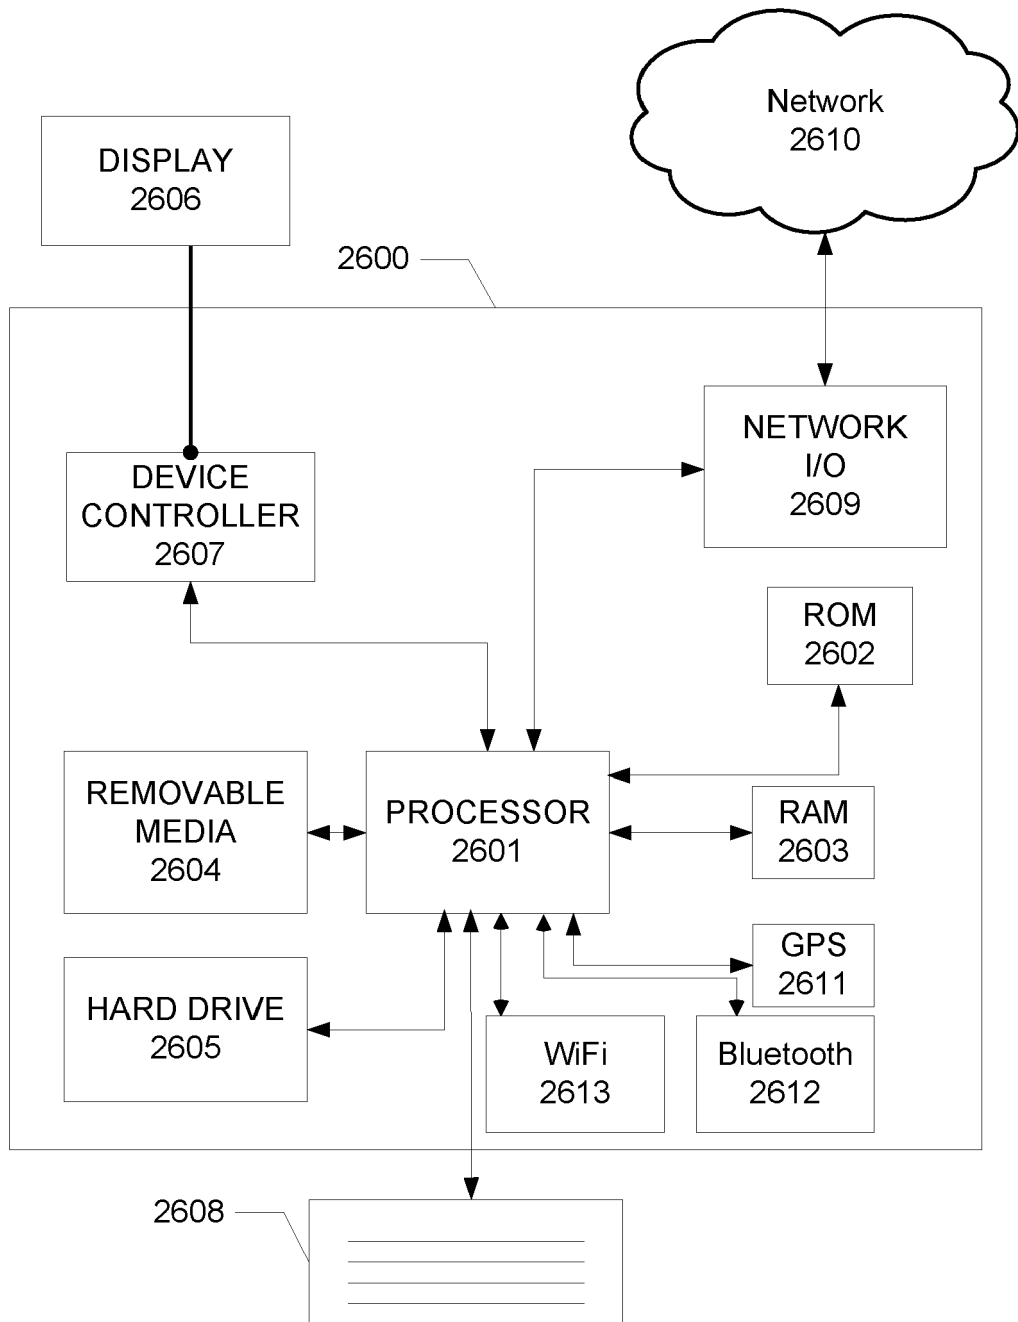 Network
2610
DISPLAY
2606
2600
NETWORK
I/O
2609
DEVICE
CONTROLLER
2607
ROM
2602
REMOVABLE
MEDIA
2604
PROCESSOR
2601
RAM
2603
GPS
2611
HARD DRIVE
2605
WiFi
2613
Bluetooth
2612
2608